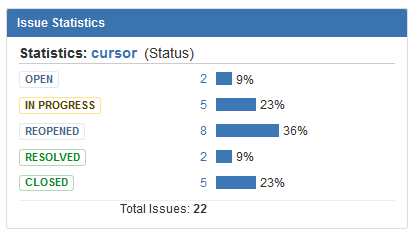 Issue Statistics
Statistics: cursor (Status)
OPEN 2 9%
IN PROGRESS 5 23%
REOPENED 8 36%
RESOLVED 2 9%
CLOSED 5 23%
Total Issues: 22